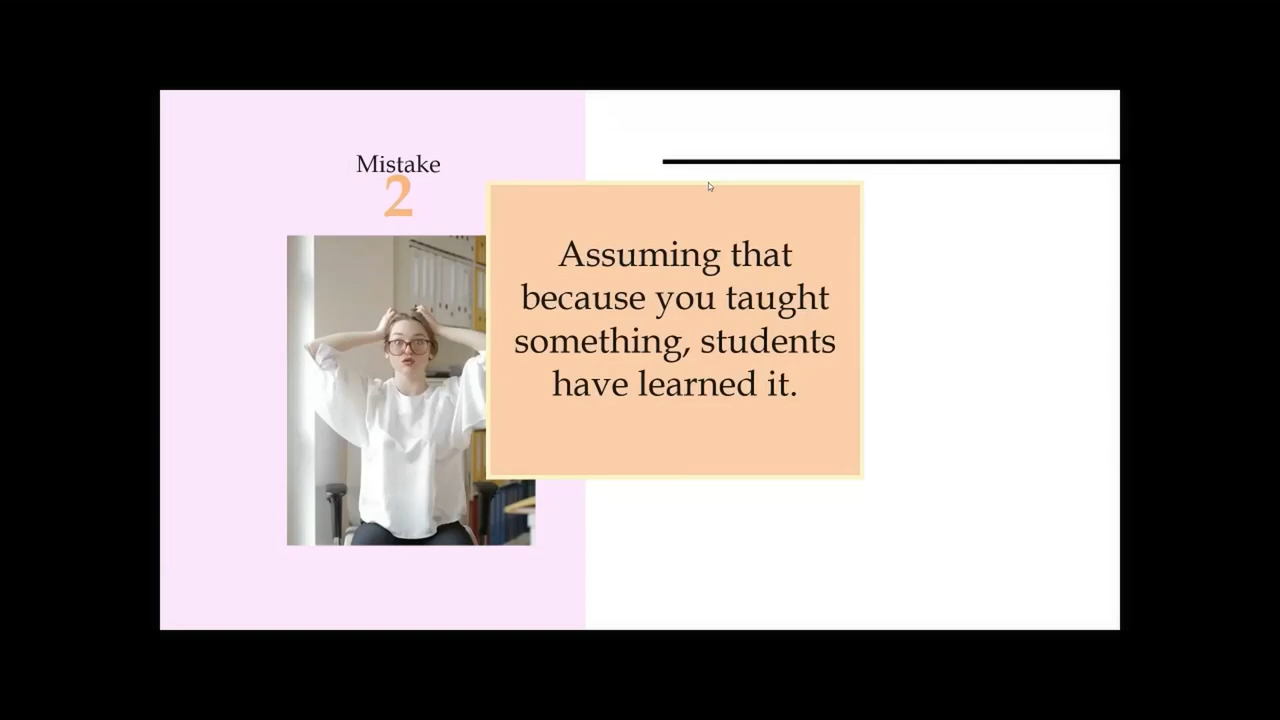 Mistake
2
Assuming that
because you taught
something, students
have learned it.